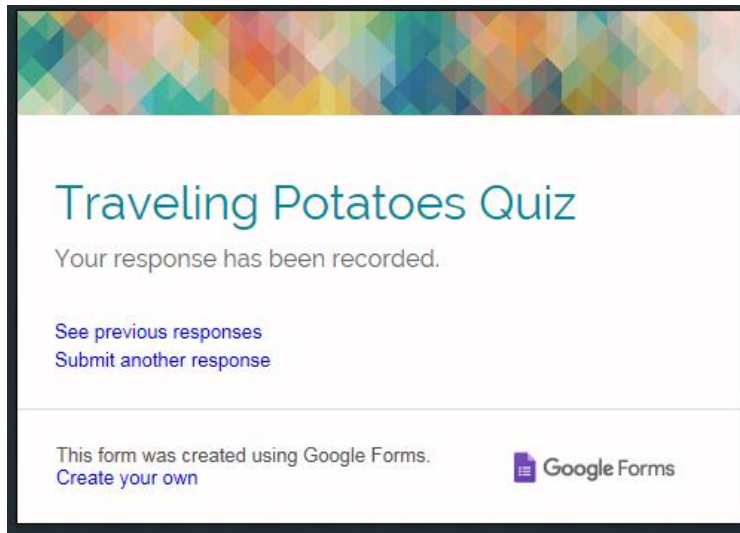 Traveling Potatoes Quiz
Your response has been recorded.
See previous responses
Submit another response
This form was created using Google Forms.
Create your own
Google Forms